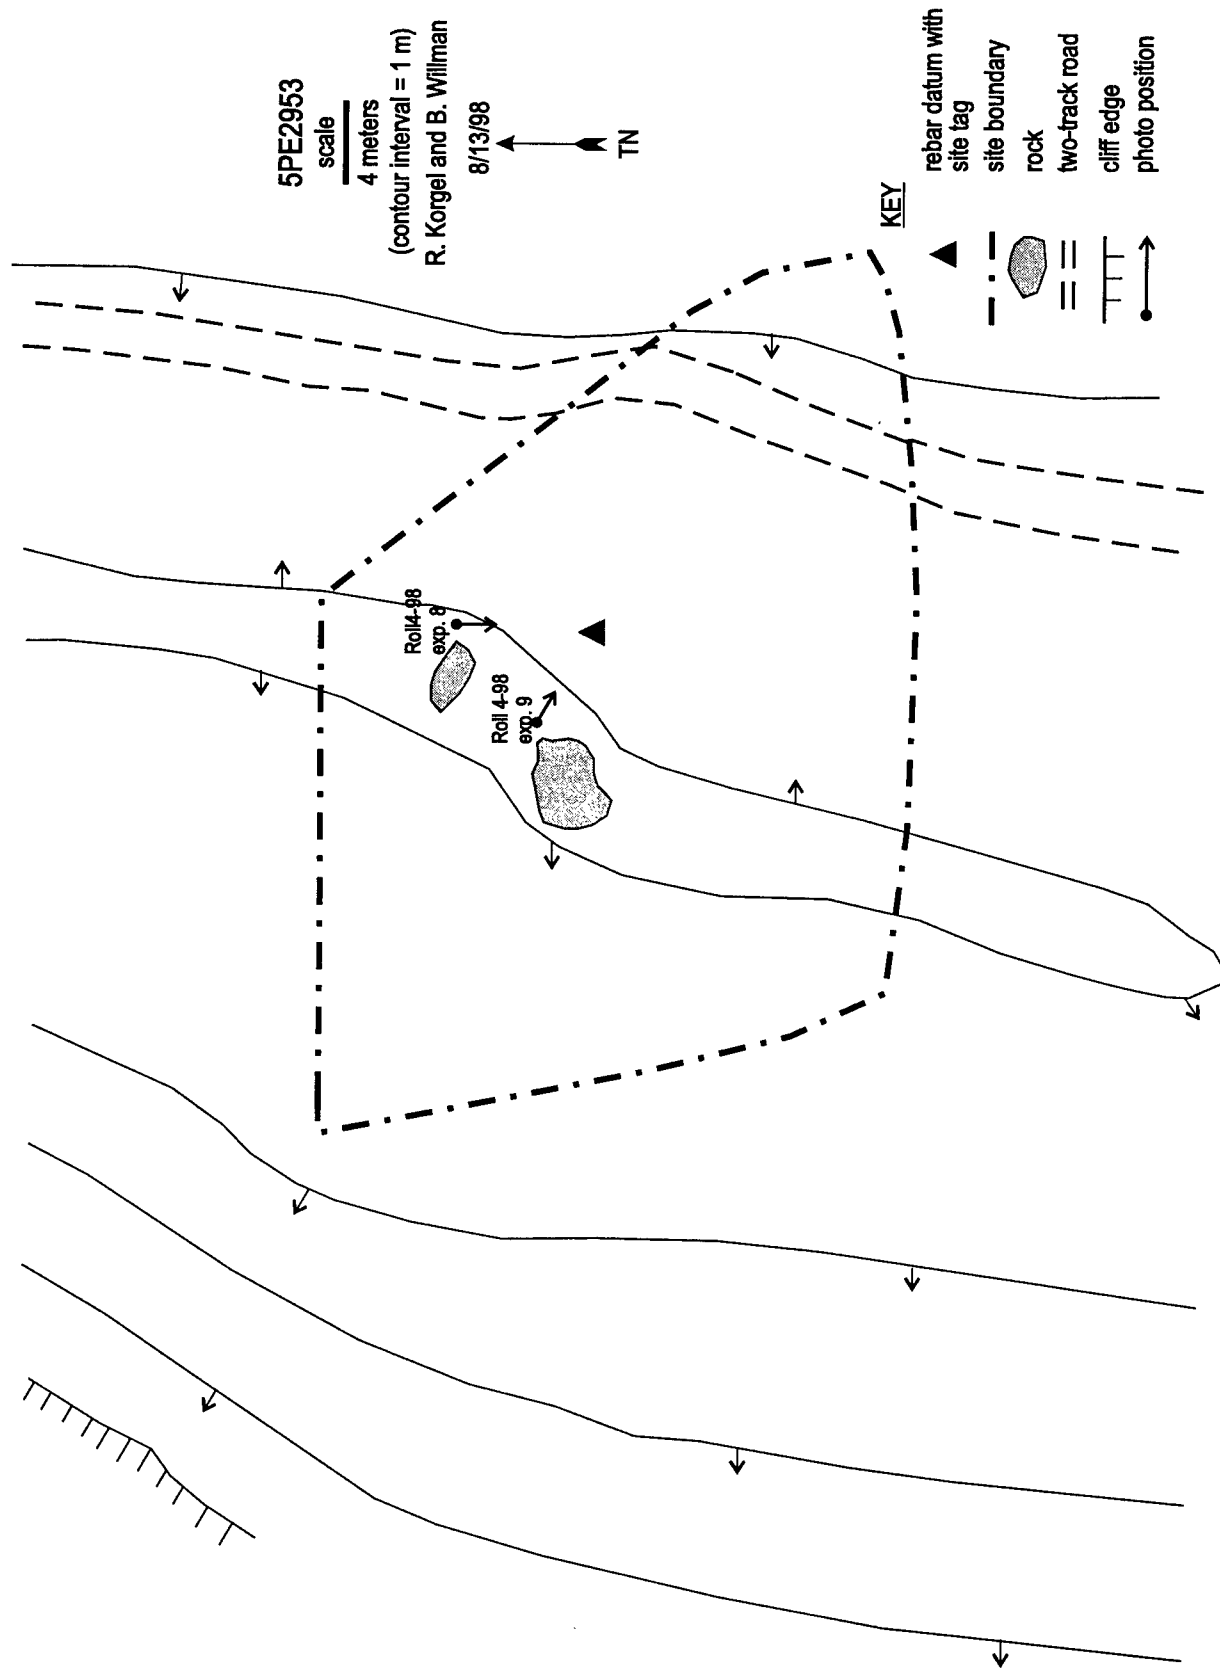 5PE2953
scale
4 meters
(contour interval = 1 m)
R. Korgel and B. Willman
8/13/98
TN
Roll4-98
exp. 8
Roll 4-98
exp. 9
KEY
rebar datum with
site tag
site boundary
rock
two-track road
cliff edge
photo position